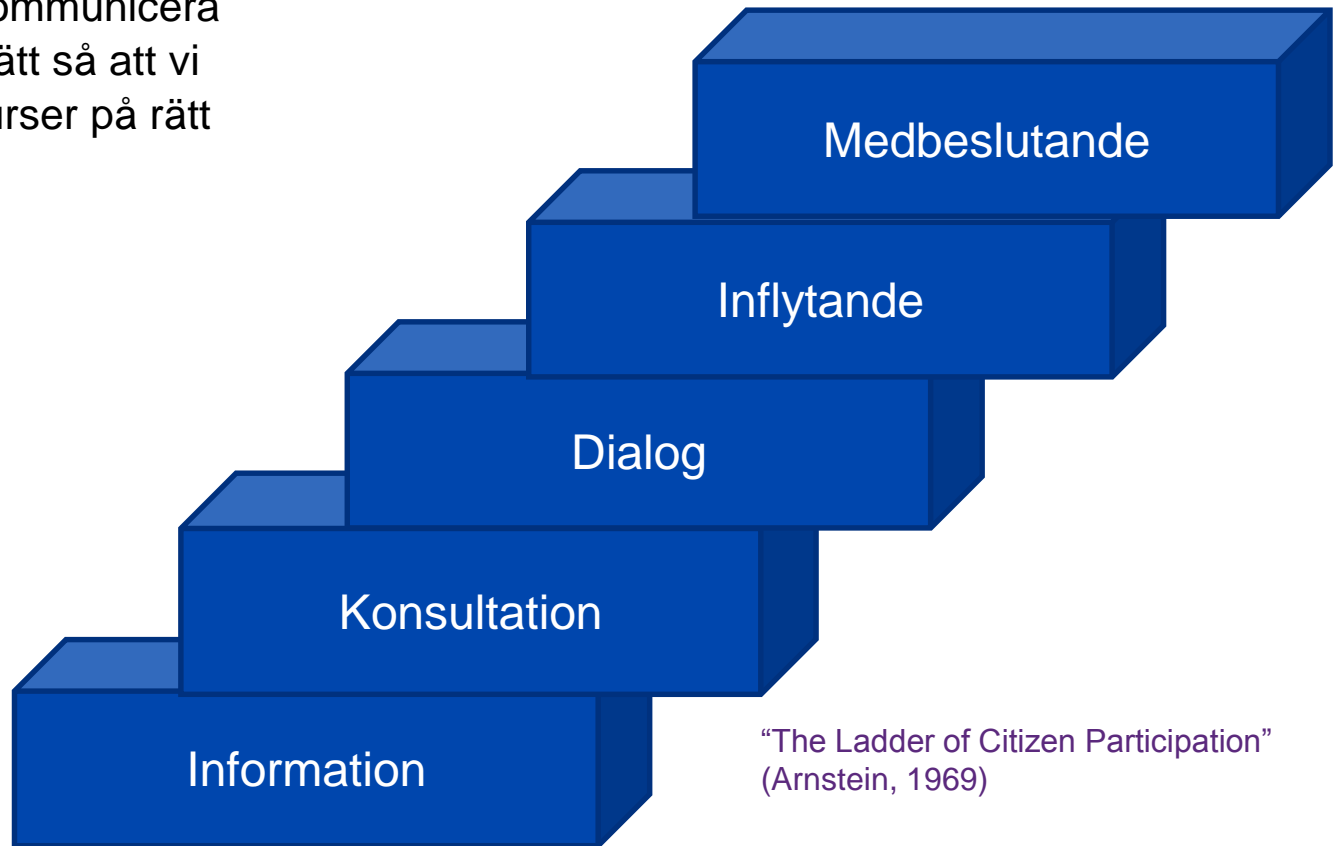 ommunicera
ätt så att vi
urser på rätt
Medbeslutande
Inflytande
Dialog
Konsultation
Information
“The Ladder of Citizen Participation”
(Arnstein, 1969)